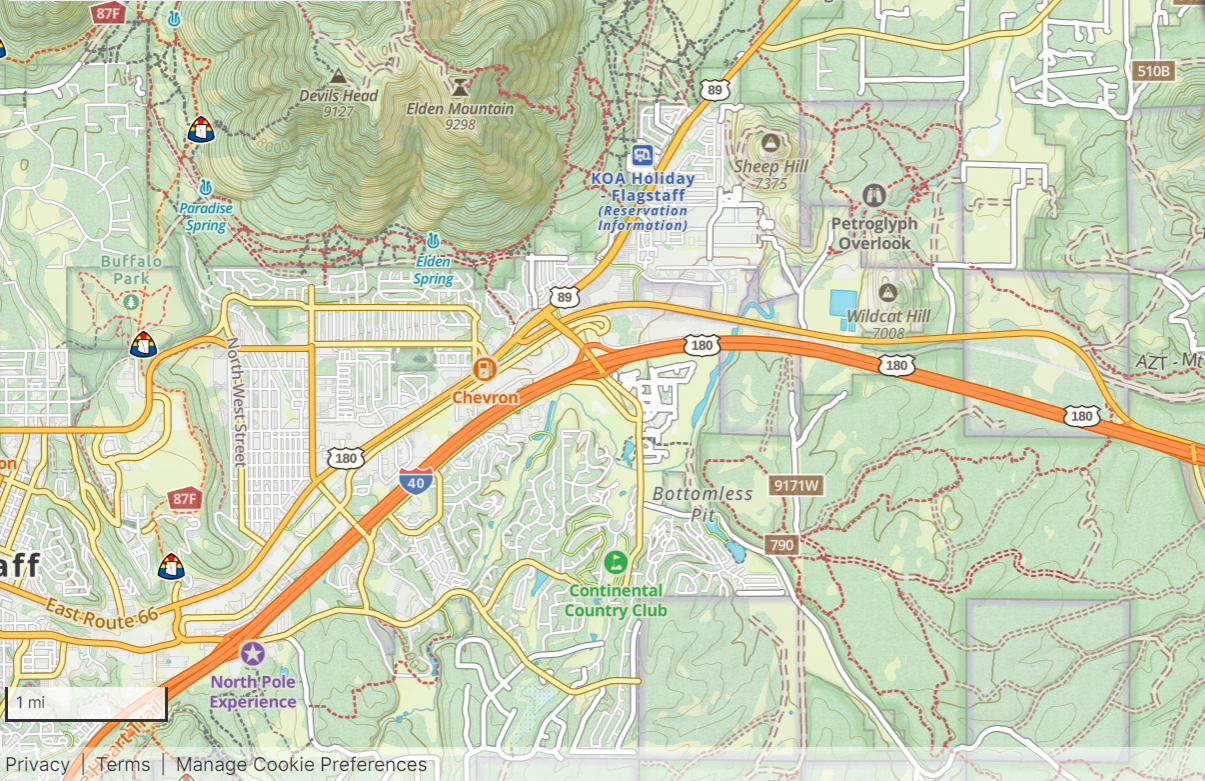 87F
89
510B
Devils Head
9127
Elden Mountain
9298
8000
KOA Holiday
- Flagstaff
(Reservation
Information)
Sheep Hill
7375
Petroglyph
Overlook
Paradise
Spring
Elden
Spring
Buffalo
Park
89
Wildcat Hill
7008
180
180
AZT - Mt
North West Street
Chevron
180
180
40
87F
9171W
Bottomless
Pit
790
aff
Continental
Country Club
East Route 66
North Pole
Experience
1 mi
Privacy | Terms | Manage Cookie Preferences